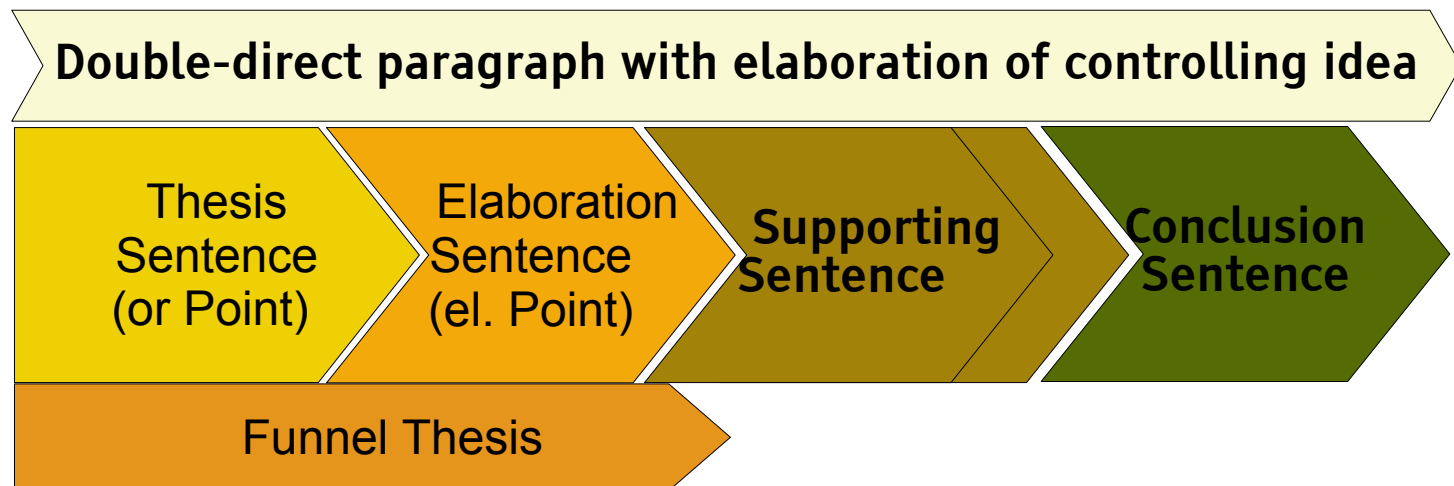 Double-direct paragraph with elaboration of controlling idea
Thesis
Sentence
(or Point)
Elaboration
Sentence
(el. Point)
Supporting
Sentence
Conclusion
Sentence
Funnel Thesis